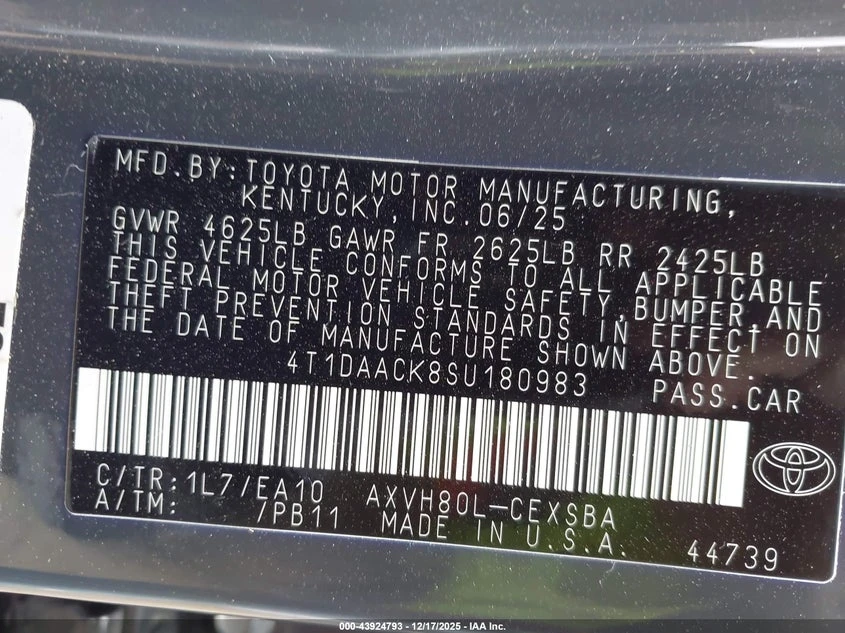 MFD.BY:TOYOTA MOTOR MANUFACTURING,
KENTUCKY,INC.06/25
GVWR 4625LB GAWR FR 2625LB RR 2425LB
THIS VEHICLE CONFORMS TO ALL APPLICABLE
FEDERAL MOTOR VEHICLE SAFETY,BUMPER,AND
THEFT PREVENTION STANDARDS IN EFFECT ON
THE DATE OF MANUFACTURE SHOWN ABOVE.
4T1DAACK8SU180983 PASS.CAR
C/TR:1L7/EA10 AXVH80L-CEXSBA
A/TM: /PB11 MADE IN U.S.A. 44739
000-43924793 - 12/17/2025 - IAA Inc.